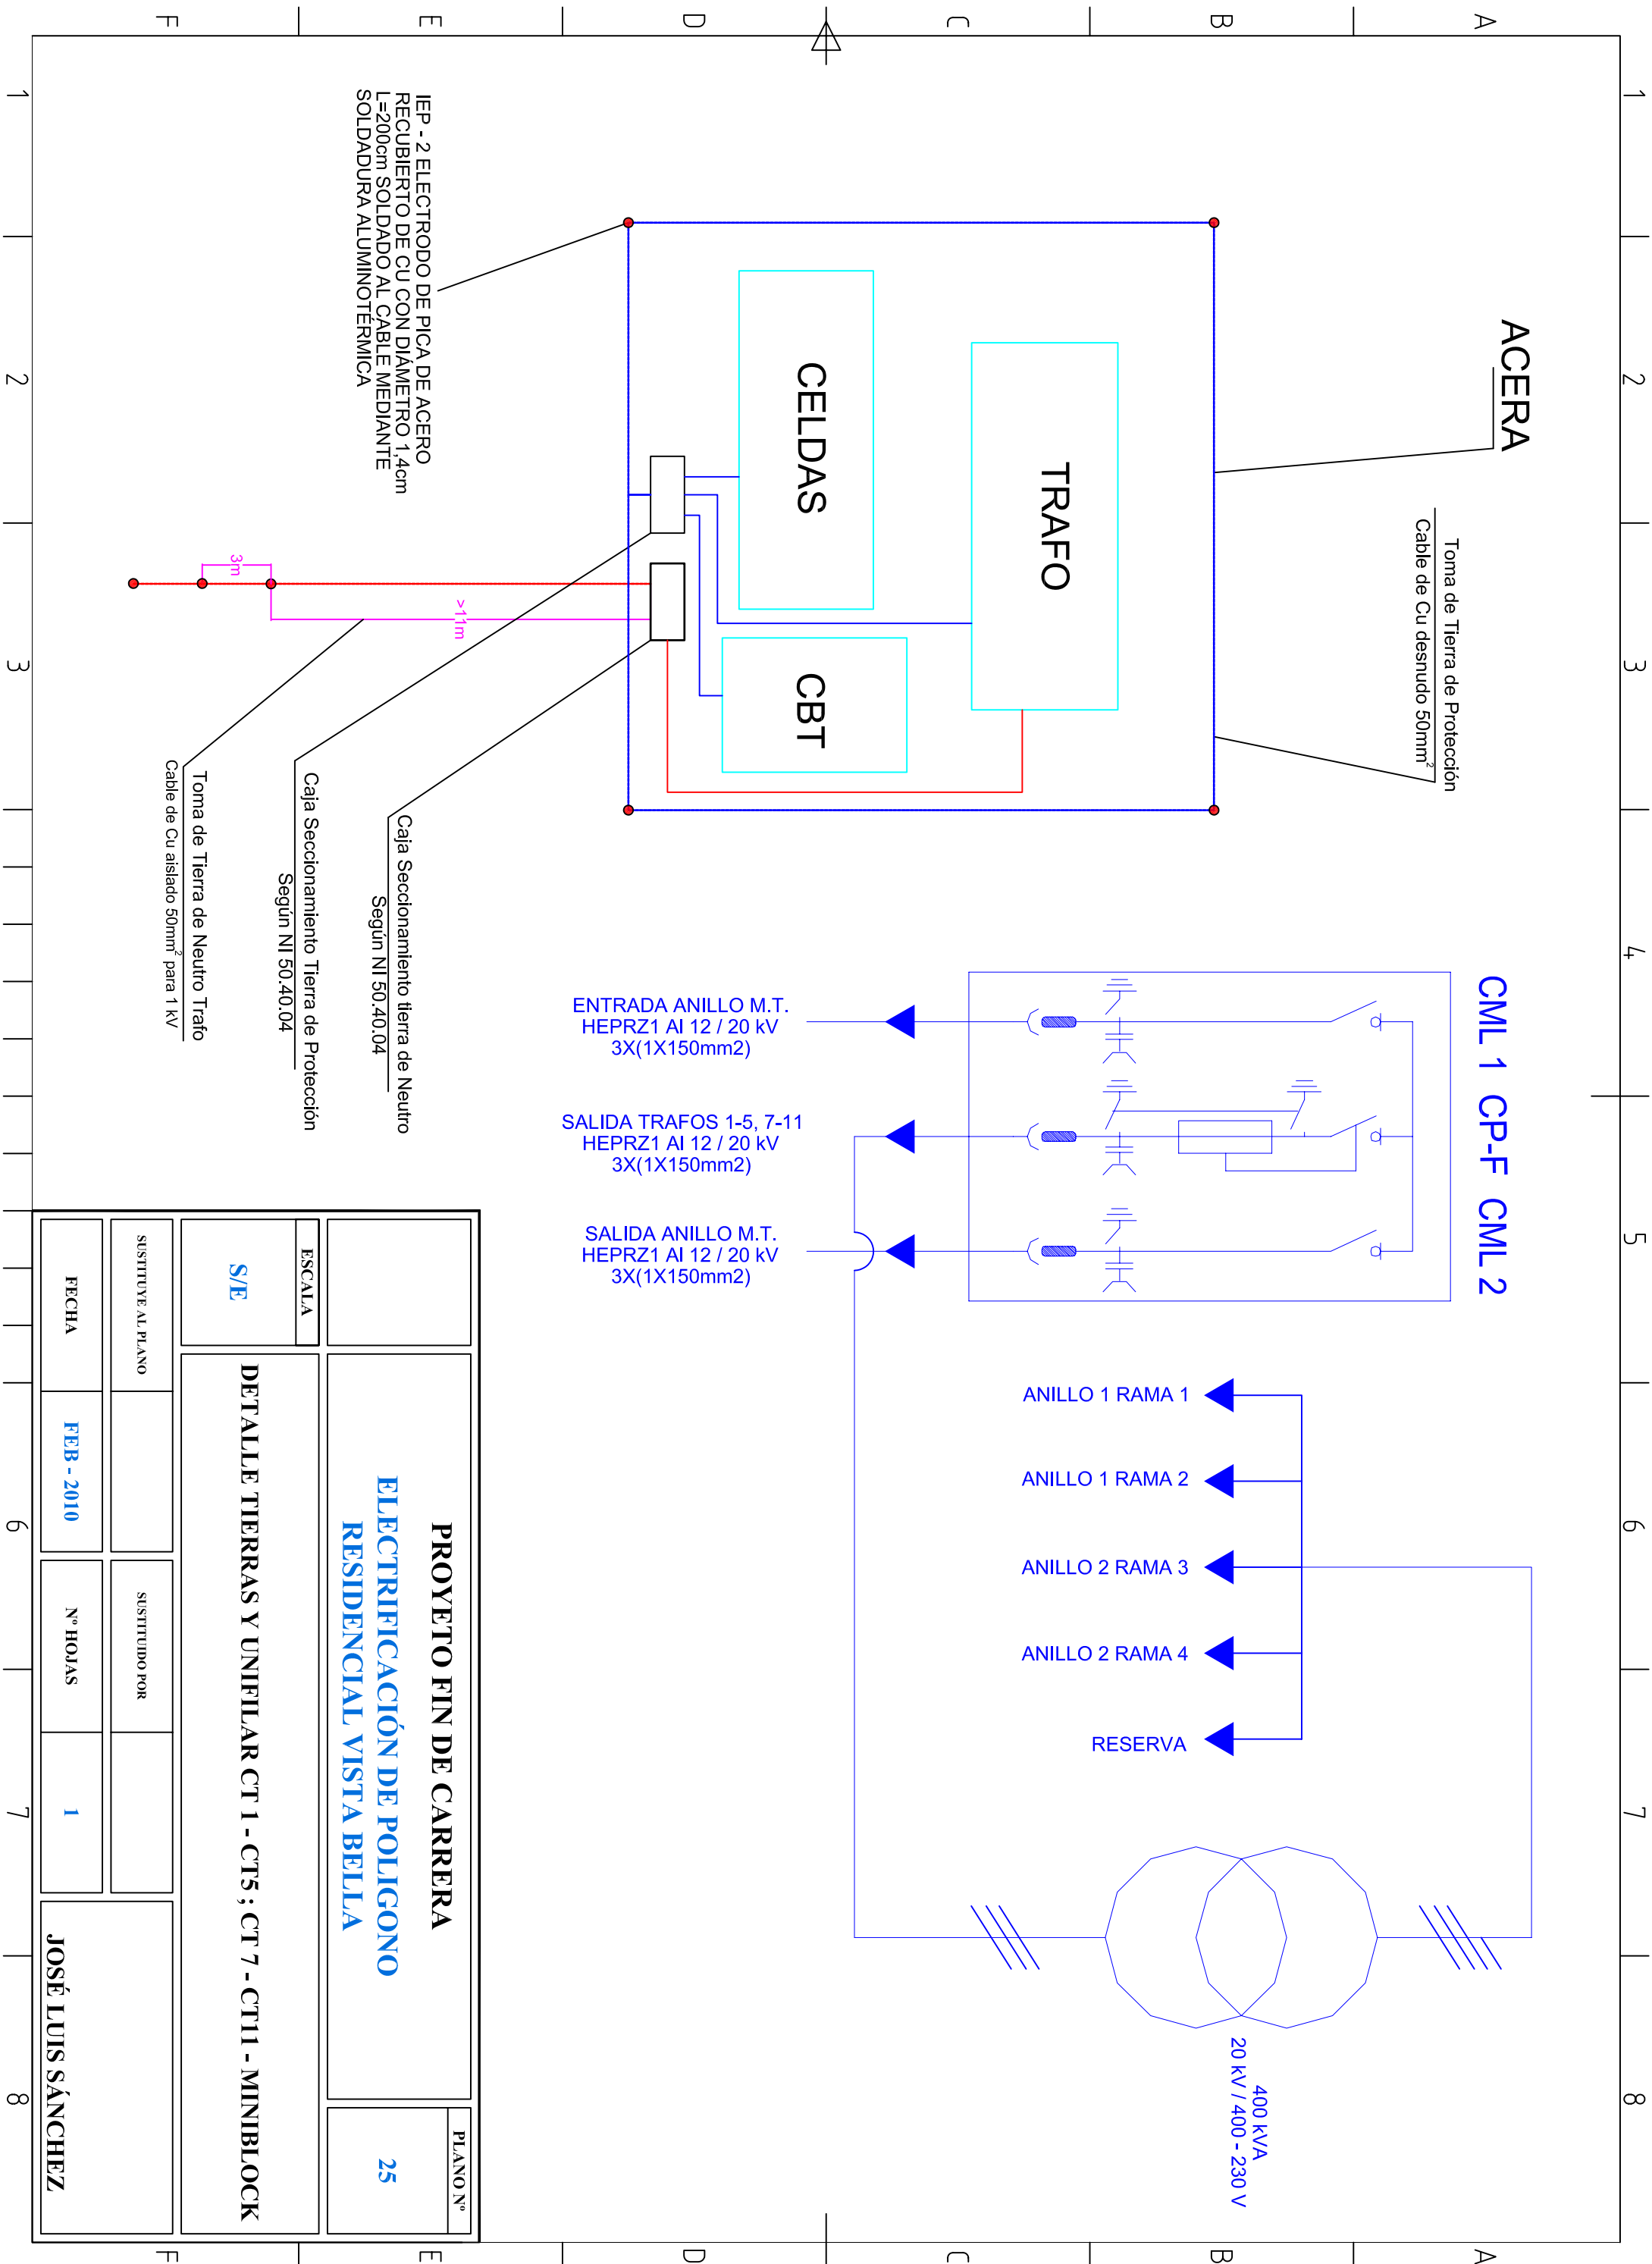 1
2
3
4
5
6
7
8
A
B
C
D
E
F
ACERA
Toma de Tierra de Protección
Cable de Cu desnudo 50mm²
TRAFO
CELDAS
CBT
IEP - 2 ELECTRODO DE PICA DE ACERO
RECUBIERTO DE CU CON DIÁMETRO 1,4cm
L=200cm SOLDADO AL CABLE MEDIANTE
SOLDADURA ALUMINOTÉRMICA
3m
>11m
Caja Seccionamiento tierra de Neutro
Según NI 50.40.04
Caja Seccionamiento Tierra de Protección
Según NI 50.40.04
Toma de Tierra de Neutro Trafo
Cable de Cu aislado 50mm² para 1 kV
CML 1 CP-F CML 2
ENTRADA ANILLO M.T.
HEPRZ1 Al 12 / 20 kV
3X(1X150mm2)
SALIDA TRAFOS 1-5, 7-11
HEPRZ1 Al 12 / 20 kV
3X(1X150mm2)
SALIDA ANILLO M.T.
HEPRZ1 Al 12 / 20 kV
3X(1X150mm2)
ANILLO 1 RAMA 1
ANILLO 1 RAMA 2
ANILLO 2 RAMA 3
ANILLO 2 RAMA 4
RESERVA
400 kVA
20 kV / 400 - 230 V
PROYETO FIN DE CARRERA
ELECTRIFICACIÓN DE POLIGONO
RESIDENCIAL VISTA BELLA
PLANO Nº
25
ESCALA
S/E
DETALLE TIERRAS Y UNIFILAR CT 1 - CT5 ; CT 7 - CT11 - MINIBLOCK
SUSTITUYE AL PLANO
SUSTITUIDO POR
FECHA
FEB - 2010
Nº HOJAS
1
JOSÉ LUIS SÁNCHEZ
1
2
3
8
7
6
5
4
A
B
C
D
E
F